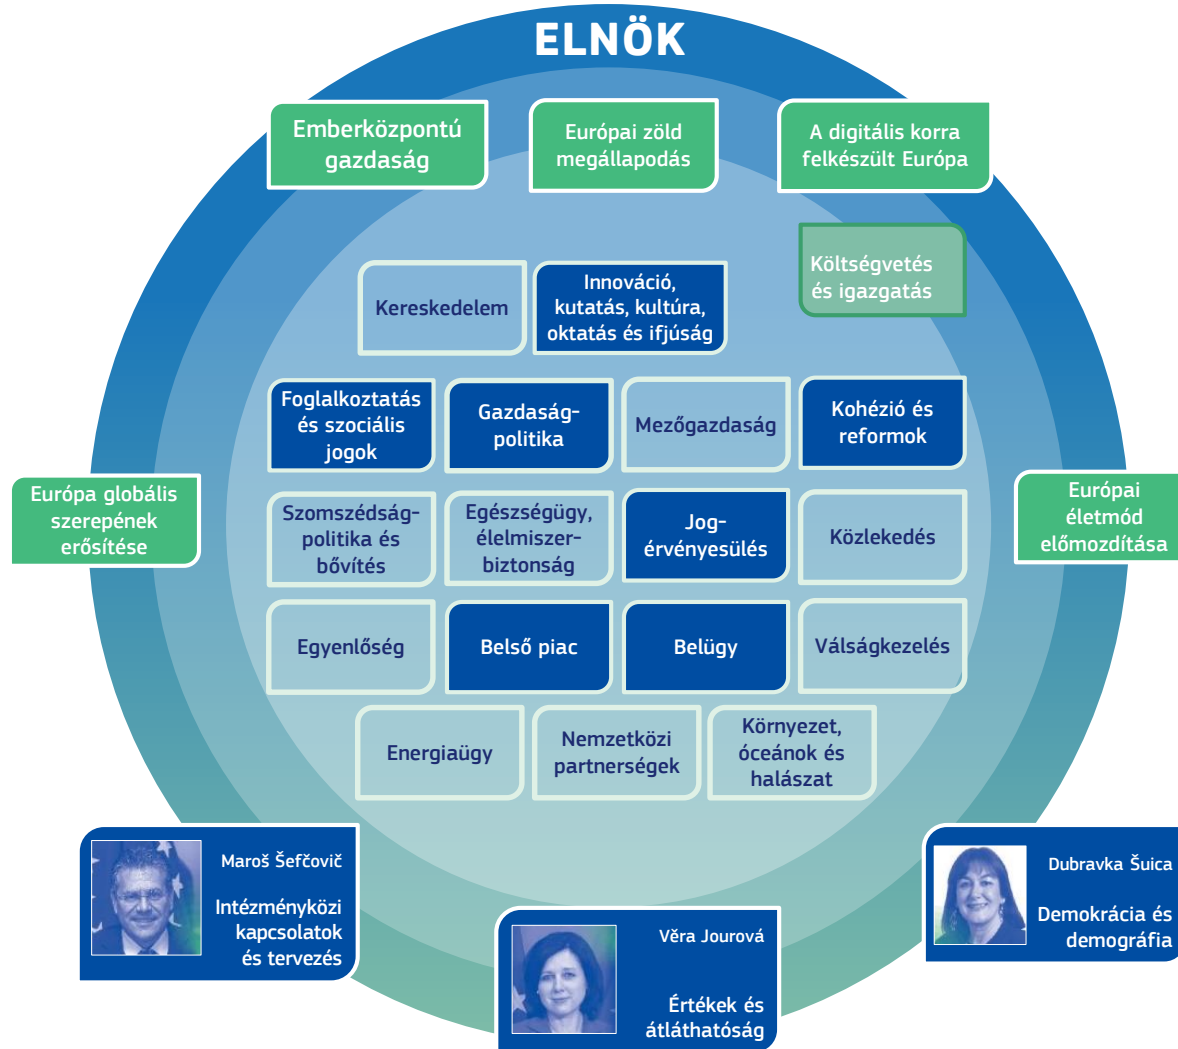 ELNÖK
Emberközpontú
gazdaság
Európai zöld
megállapodás
A digitális korra
felkészült Európa
Költségvetés
és igazgatás
Kereskedelem
Innováció,
kutatás, kultúra,
oktatás és ifjúság
Foglalkoztatás
és szociális
jogok
Gazdaság-
politika
Mezőgazdaság
Kohézió és
reformok
Európa globális
szerepének
erősítése
Szomszédság-
politika és
bővítés
Egészségügy,
élelmiszer-
biztonság
Jog-
érvényesülés
Közlekedés
Európai
életmód
előmozdítása
Egyenlőség
Belső piac
Belügy
Válságkezelés
Energiaügy
Nemzetközi
partnerségek
Környezet,
óceánok és
halászat
Maroš Šefčovič
Intézményközi
kapcsolatok
és tervezés
Věra Jourová
Értékek és
átláthatóság
Dubravka Šuica
Demokrácia és
demográfia